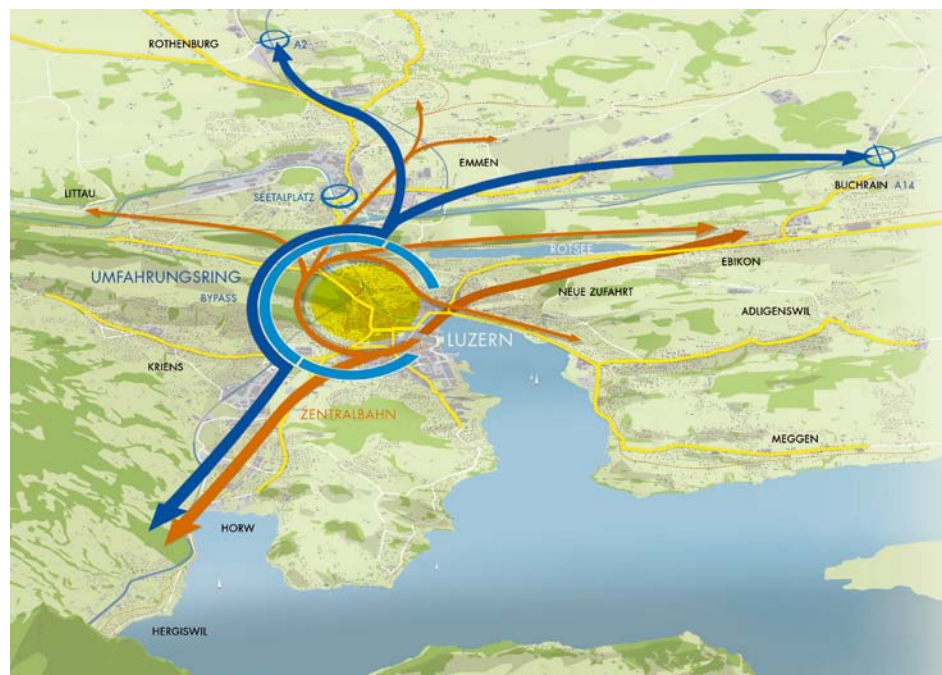 ROTHENBURG
A2
EMMEN
LITTAU
SEETALPLATZ
BUCHRAIN A14
ROTSEE
EBIKON
UMFAHRUNGSRING
BYPASS
NEUE ZUFAHRT
ADLIGENSWIL
LUZERN
KRIENS
ZENTRALBAHN
MEGGEN
HORW
HERGISWIL